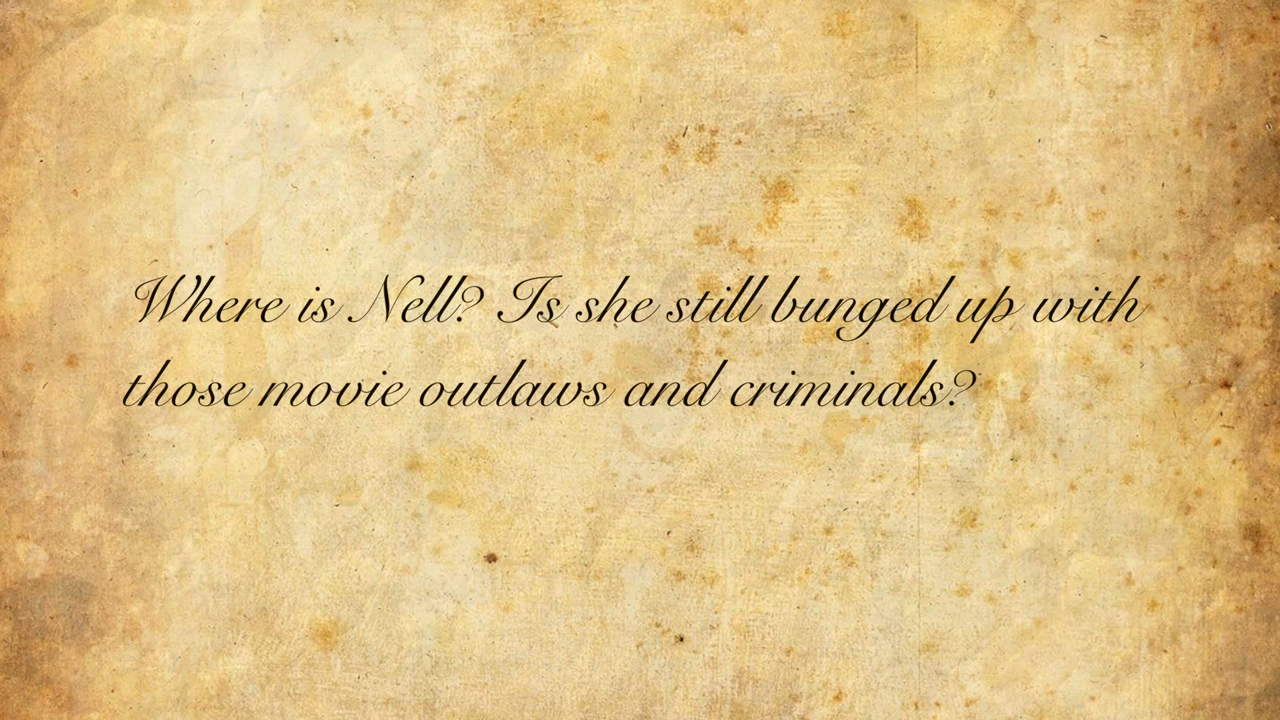 Where is Nell? Is she still bunged up with
those movie outlaws and criminals?